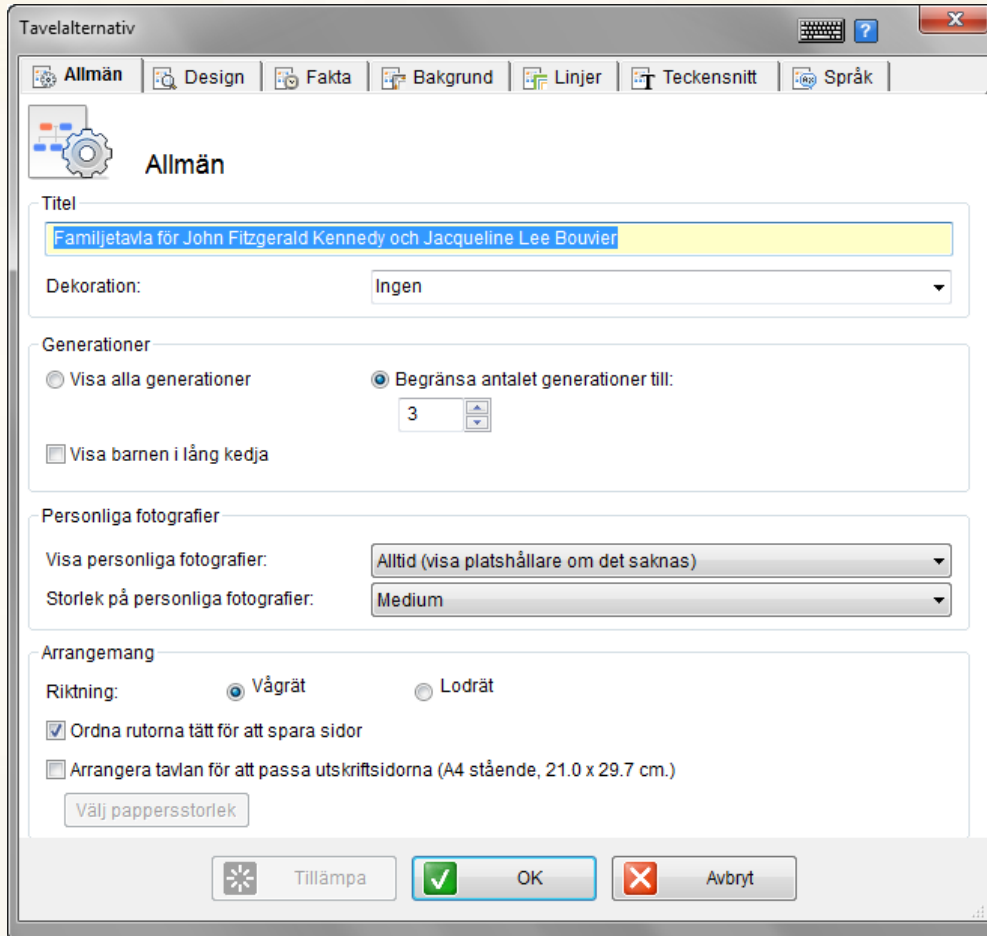 Tavelalternativ
?
Allmän Design Fakta Bakgrund Linjer Teckensnitt Språk
Allmän
Titel
Familjetavla för John Fitzgerald Kennedy och Jacqueline Lee Bouvier
Dekoration: Ingen
Generationer
Visa alla generationer Begränsa antalet generationer till:
3
Visa barnen i lång kedja
Personliga fotografier
Visa personliga fotografier: Alltid (visa platshållare om det saknas)
Storlek på personliga fotografier: Medium
Arrangemang
Riktning: Vågrät Lodrät
Ordna rutorna tätt för att spara sidor
Arrangera tavlan för att passa utskriftsidorna (A4 stående, 21.0 x 29.7 cm.)
Välj pappersstorlek
Tillämpa OK Avbryt